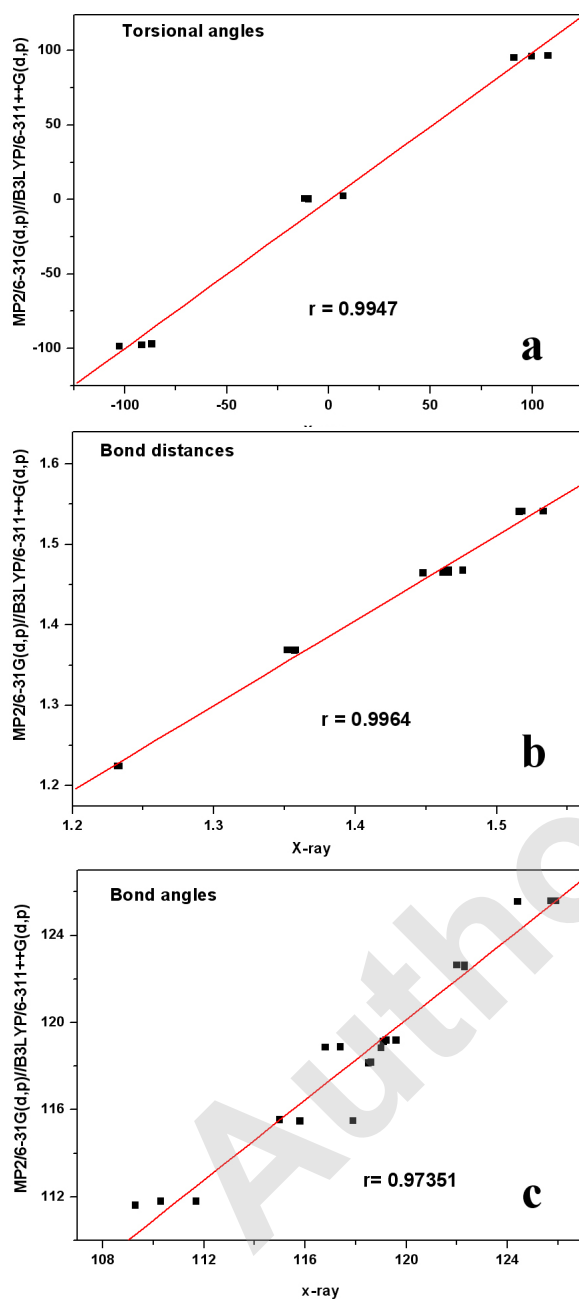 Torsional angles
MP2/6-31G(d,p)//B3LYP/6-311++G(d,p)
100
50
0
-50
-100
r = 0.9947
a
-100
-50
0
50
100
Bond distances
MP2/6-31G(d,p)//B3LYP/6-311++G(d,p)
1.6
1.5
1.4
1.3
1.2
r = 0.9964
b
1.2
1.3
1.4
1.5
X-ray
Bond angles
MP2/6-31G(d,p)//B3LYP/6-311++G(d,p)
124
120
116
112
r= 0.97351
c
108
112
116
120
124
x-ray
Autho